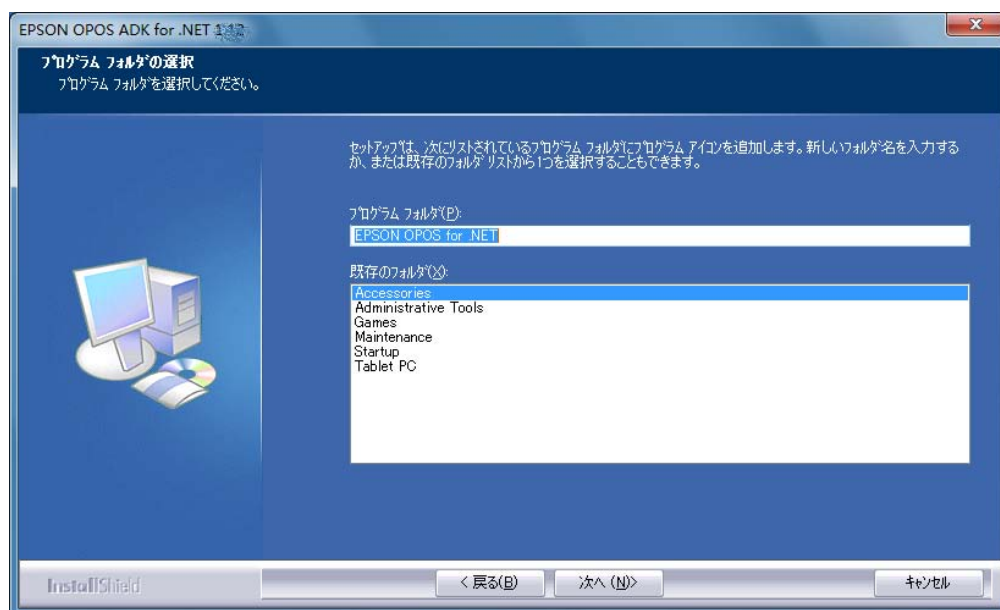 EPSON OPOS ADK for .NET
ﾌﾟﾛｸﾞﾗﾑ ﾌｫﾙﾀﾞの選択
ﾌﾟﾛｸﾞﾗﾑ ﾌｫﾙﾀﾞを選択してください。
ｾｯﾄｱｯﾌﾟは、次にﾘｽﾄされているﾌﾟﾛｸﾞﾗﾑ ﾌｫﾙﾀﾞにﾌﾟﾛｸﾞﾗﾑ ｱｲｺﾝを追加します。新しいﾌｫﾙﾀﾞ名を入力する
か、または既存のﾌｫﾙﾀﾞ ﾘｽﾄから1つを選択することもできます。
ﾌﾟﾛｸﾞﾗﾑ ﾌｫﾙﾀﾞ(P):
EPSON OPOS for .NET
既存のﾌｫﾙﾀﾞ(X):
Accessories
Administrative Tools
Games
Maintenance
Startup
Tablet PC
InstallShield
< 戻る(B)
次へ (N)>
ｷｬﾝｾﾙ